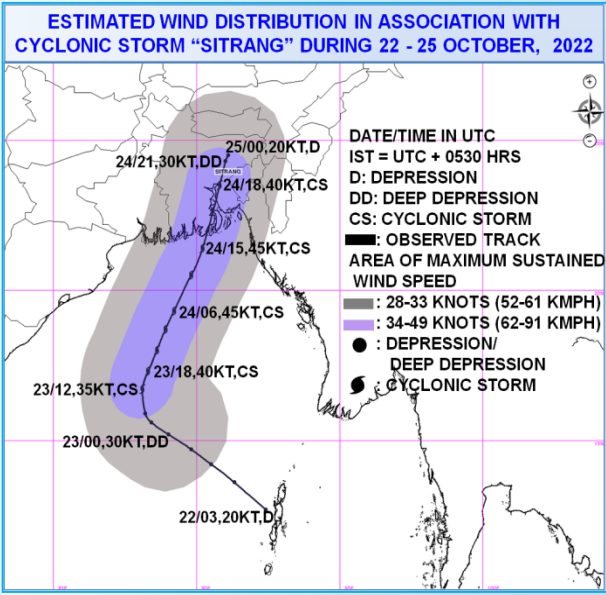 ESTIMATED WIND DISTRIBUTION IN ASSOCIATION WITH
CYCLONIC STORM “SITRANG” DURING 22 - 25 OCTOBER,  2022
25/00,20KT,D
24/21,30KT,DD
SITRANG
24/18,40KT,CS
24/15,45KT,CS
24/06,45KT,CS
23/18,40KT,CS
23/12,35KT,CS
23/00,30KT,DD
22/03,20KT,D
DATE/TIME IN UTC
IST = UTC + 0530 HRS
D: DEPRESSION
DD: DEEP DEPRESSION
CS: CYCLONIC STORM
: OBSERVED TRACK
AREA OF MAXIMUM SUSTAINED
WIND SPEED
: 28-33 KNOTS (52-61 KMPH)
: 34-49 KNOTS (62-91 KMPH)
: DEPRESSION/
DEEP DEPRESSION
: CYCLONIC STORM